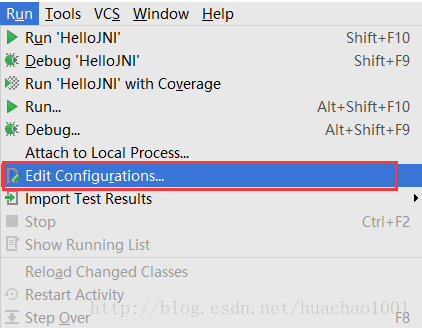 Run Tools VCS Window Help
Run 'HelloJNI' Shift+F10
Debug 'HelloJNI' Shift+F9
Run 'HelloJNI' with Coverage
Run... Alt+Shift+F10
Debug... Alt+Shift+F9
Attach to Local Process...
Edit Configurations...
Import Test Results
Stop Ctrl+F2
Show Running List
Reload Changed Classes
Restart Activity
http://blog.csdn.net/huachao1001
Step Over F8